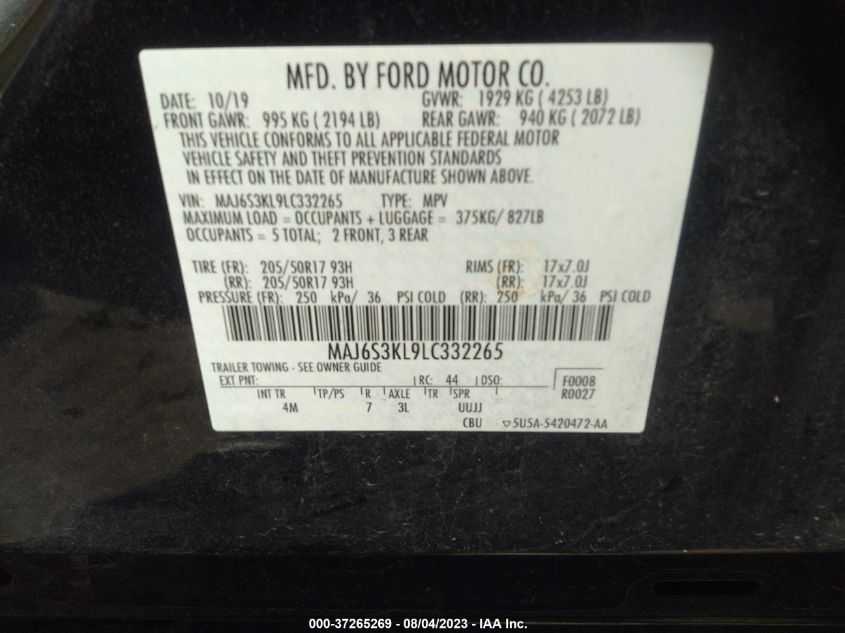 MFD. BY FORD MOTOR CO.
DATE: 10/19 GVWR: 1929 KG ( 4253 LB)
FRONT GAWR: 995 KG ( 2194 LB) REAR GAWR: 940 KG ( 2072 LB)
THIS VEHICLE CONFORMS TO ALL APPLICABLE FEDERAL MOTOR
VEHICLE SAFETY AND THEFT PREVENTION STANDARDS
IN EFFECT ON THE DATE OF MANUFACTURE SHOWN ABOVE.
VIN: MAJ6S3KL9LC332265 TYPE: MPV
MAXIMUM LOAD = OCCUPANTS + LUGGAGE = 375KG/ 827LB
OCCUPANTS = 5 TOTAL; 2 FRONT, 3 REAR
TIRE (FR): 205/50R17 93H RIMS (FR): 17x7.0J
(RR): 205/50R17 93H (RR): 17x7.0J
PRESSURE (FR): 250 kPa/ 36 PSI COLD (RR): 250 kPa/ 36 PSI COLD
MAJ6S3KL9LC332265
TRAILER TOWING - SEE OWNER GUIDE
EXT PNT: RC: 44 DSO: F0008
INT TR TP/PS R AXLE TR SPR R0027
4M 7 3L UUJJ
CBU ▽5U5A-5420472-AA
000-37265269 - 08/04/2023 - IAA Inc.